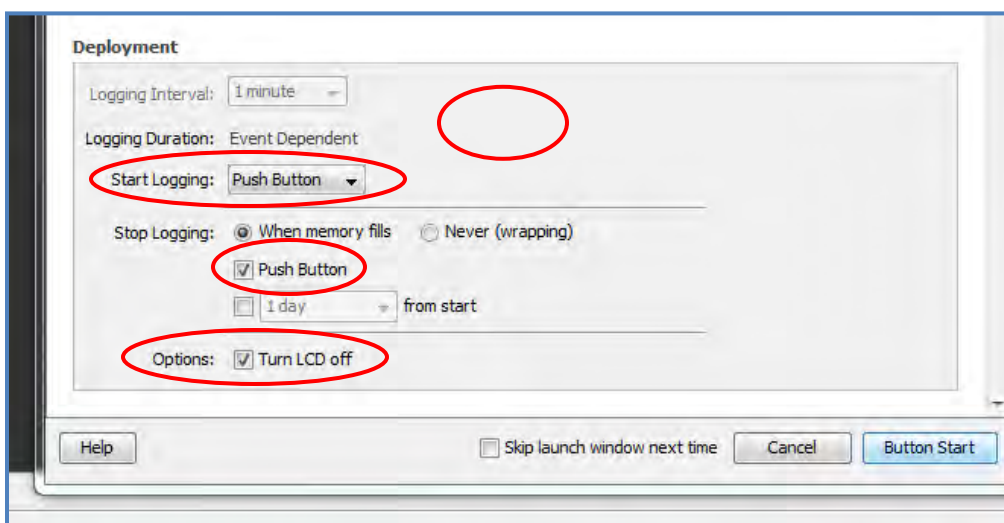 Deployment
Logging Interval: 1 minute
Logging Duration: Event Dependent
Start Logging: Push Button
Stop Logging: When memory fills Never (wrapping)
Push Button
1 day from start
Options: Turn LCD off
Help Skip launch window next time Cancel Button Start